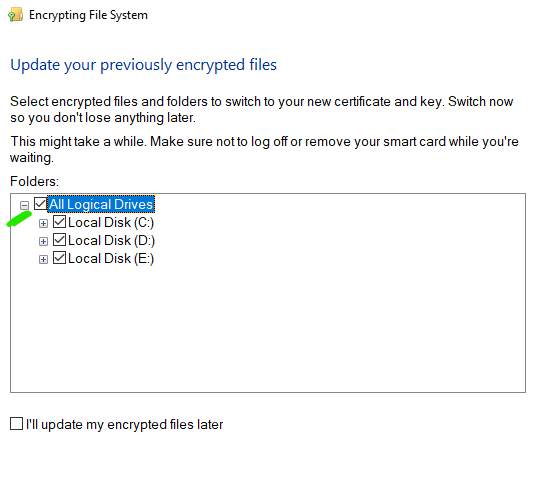 Encrypting File System
Update your previously encrypted files
Select encrypted files and folders to switch to your new certificate and key. Switch now
so you don't lose anything later.
This might take a while. Make sure not to log off or remove your smart card while you're
waiting.
Folders:
All Logical Drives
Local Disk (C:)
Local Disk (D:)
Local Disk (E:)
I'll update my encrypted files later